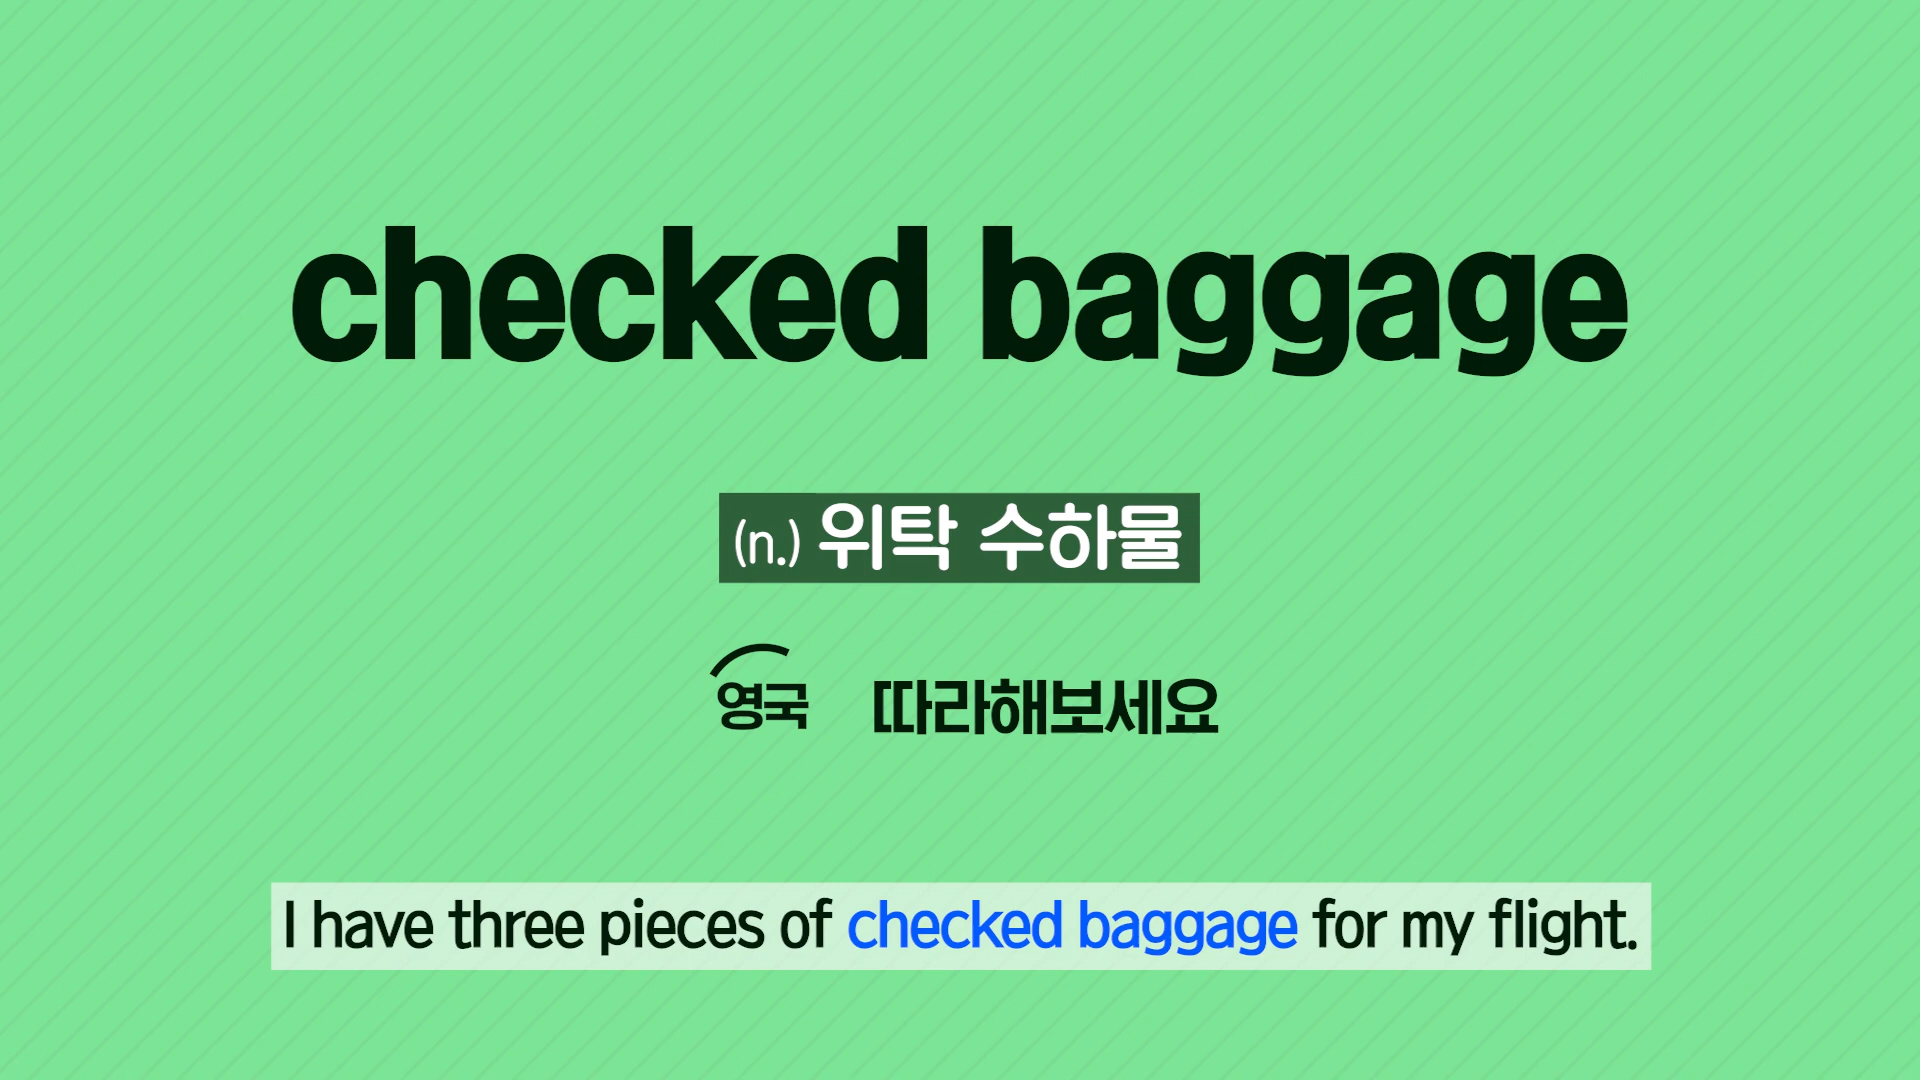 checked baggage
(n.) 위탁 수하물
영국 따라해보세요
I have three pieces of checked baggage for my flight.